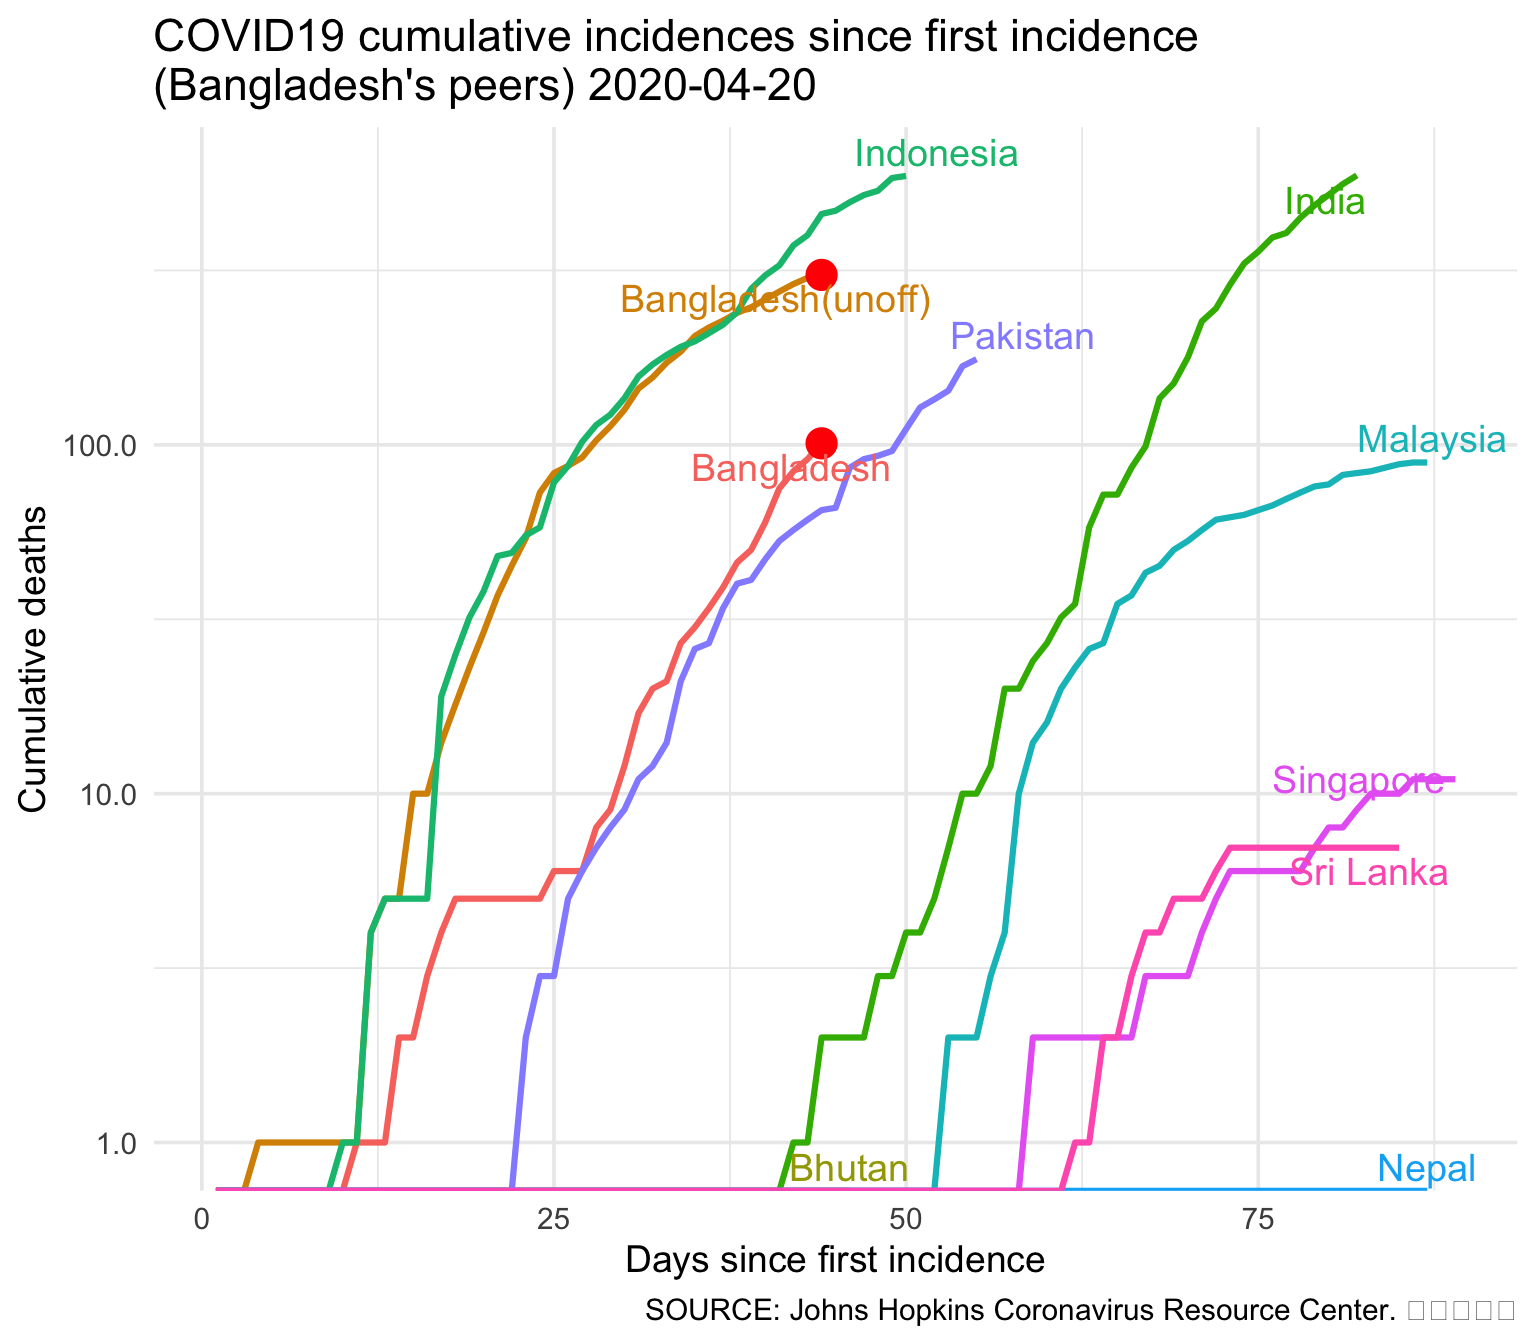 COVID19 cumulative incidences since first incidence
(Bangladesh's peers) 2020-04-20
Indonesia
India
Bangladesh(unoff)
Pakistan
100.0
Malaysia
Bangladesh
Cumulative deaths
10.0
Singapore
Sri Lanka
1.0
Bhutan
Nepal
0
25
50
75
Days since first incidence
SOURCE: Johns Hopkins Coronavirus Resource Center.